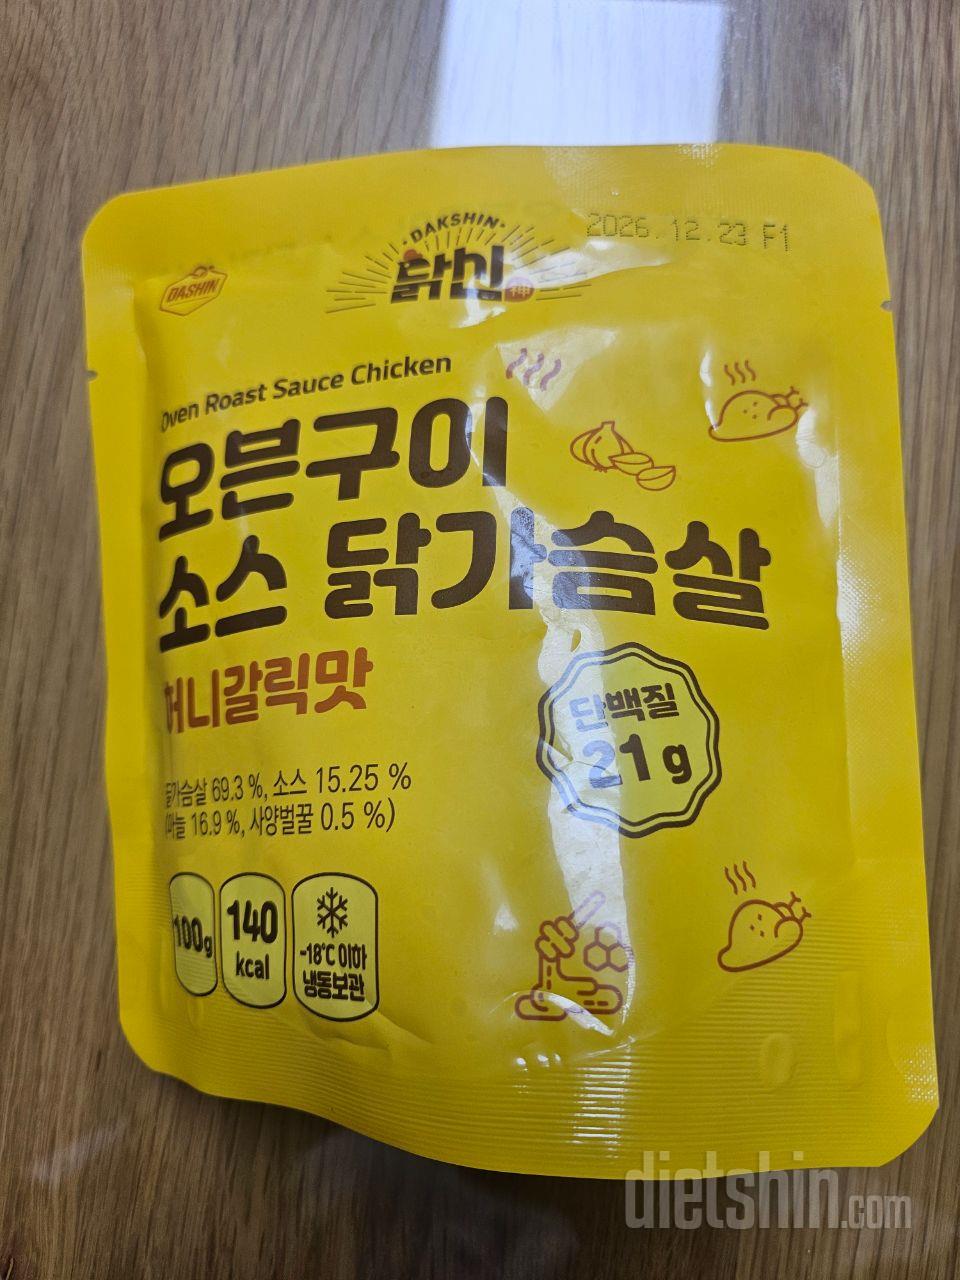 DASHIN
DAKSHIN
닭신
神
2026.12.23 F1
Oven Roast Sauce Chicken
오븐구이
소스 닭가슴살
허니갈릭맛
단백질
21 g
닭가슴살 69.3 %, 소스 15.25 %
(마늘 16.9 %, 사양벌꿀 0.5 %)
100g
140
kcal
-18℃ 이하
냉동보관
dietshin.com